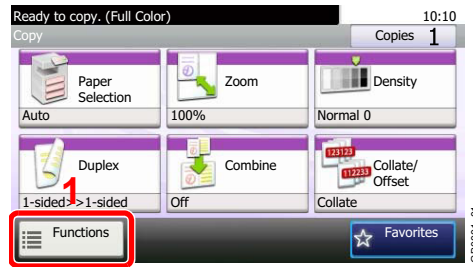 Ready to copy. (Full Color)
10:10
Copy
Copies 1
Paper
Selection
Auto
Zoom
100%
Density
Normal 0
Duplex
1-sided>>1-sided
Combine
Off
123123
112233
Collate/
Offset
Collate
1
Functions
Favorites